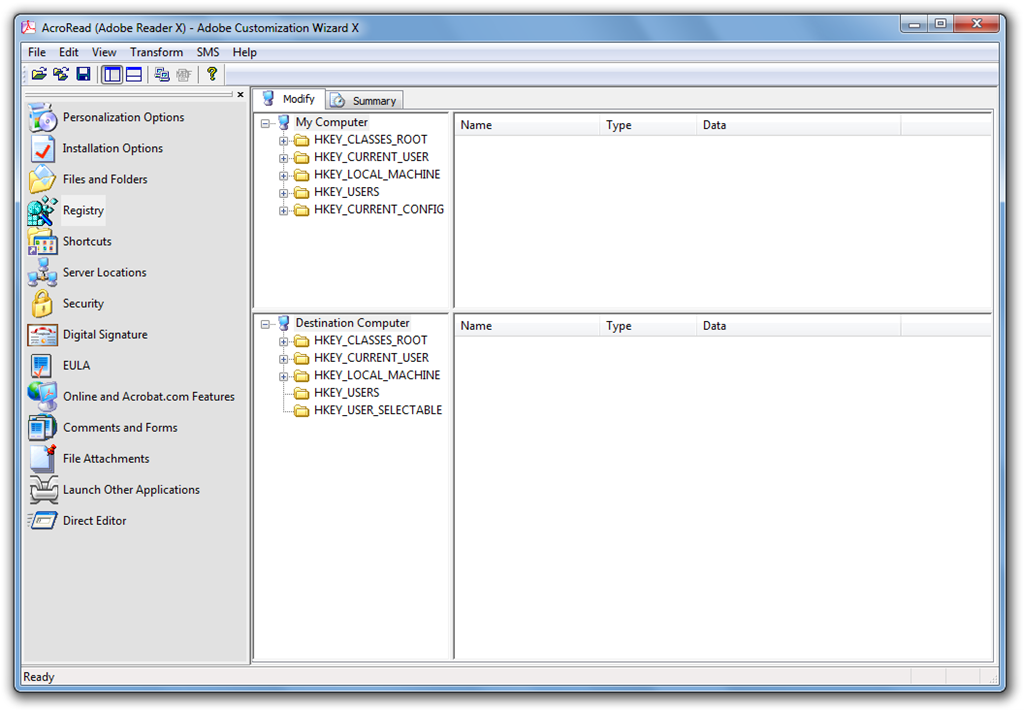 AcroRead (Adobe Reader X) - Adobe Customization Wizard X
File Edit View Transform SMS Help
Personalization Options
Installation Options
Files and Folders
Registry
Shortcuts
Server Locations
Security
Digital Signature
EULA
Online and Acrobat.com Features
Comments and Forms
File Attachments
Launch Other Applications
Direct Editor
Modify Summary
My Computer
HKEY_CLASSES_ROOT
HKEY_CURRENT_USER
HKEY_LOCAL_MACHINE
HKEY_USERS
HKEY_CURRENT_CONFIG
Name Type Data
Destination Computer
HKEY_CLASSES_ROOT
HKEY_CURRENT_USER
HKEY_LOCAL_MACHINE
HKEY_USERS
HKEY_USER_SELECTABLE
Name Type Data
Ready